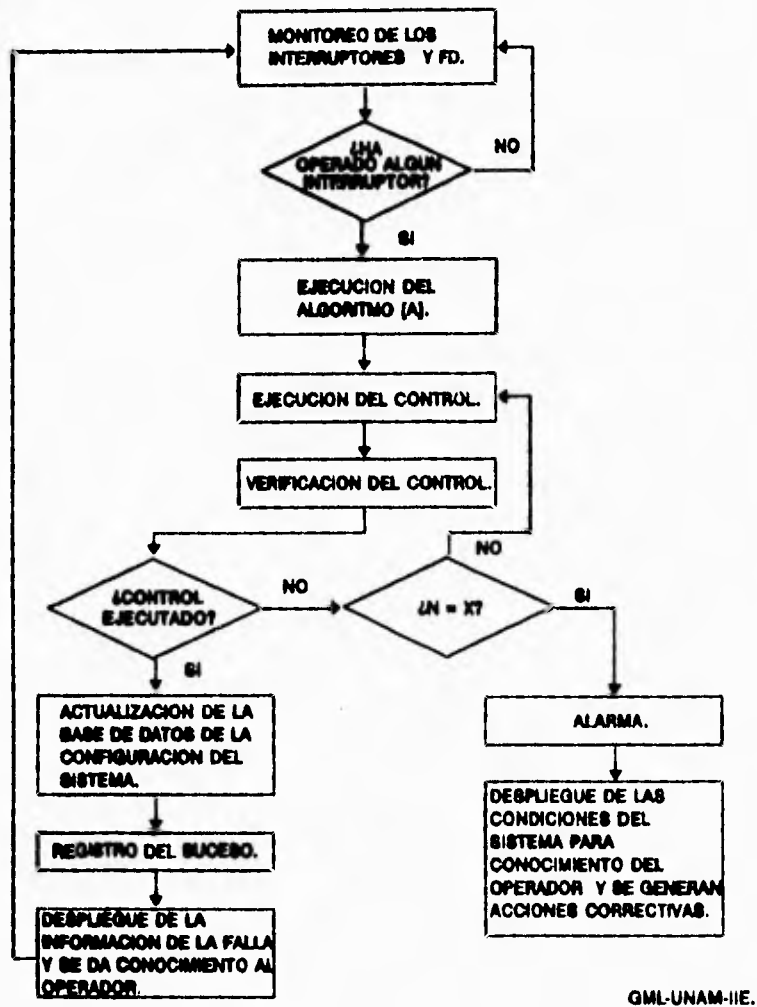 MONITOREO DE LOS
INTERRUPTORES Y FD.
¿HA
OPERADO ALGUN
INTERRUPTOR?
NO
SI
EJECUCION DEL
ALGORITMO [A].
EJECUCION DEL CONTROL.
VERIFICACION DEL CONTROL.
¿CONTROL
EJECUTADO?
NO
¿N = X?
NO
SI
SI
ACTUALIZACION DE LA
BASE DE DATOS DE LA
CONFIGURACION DEL
SISTEMA.
REGISTRO DEL SUCESO.
DESPLIEGUE DE LA
INFORMACION DE LA FALLA
Y SE DA CONOCIMIENTO AL
OPERADOR.
ALARMA.
DESPLIEGUE DE LAS
CONDICIONES DEL
SISTEMA PARA
CONOCIMIENTO DEL
OPERADOR Y SE GENERAN
ACCIONES CORRECTIVAS.
GML-UNAM-IIE.